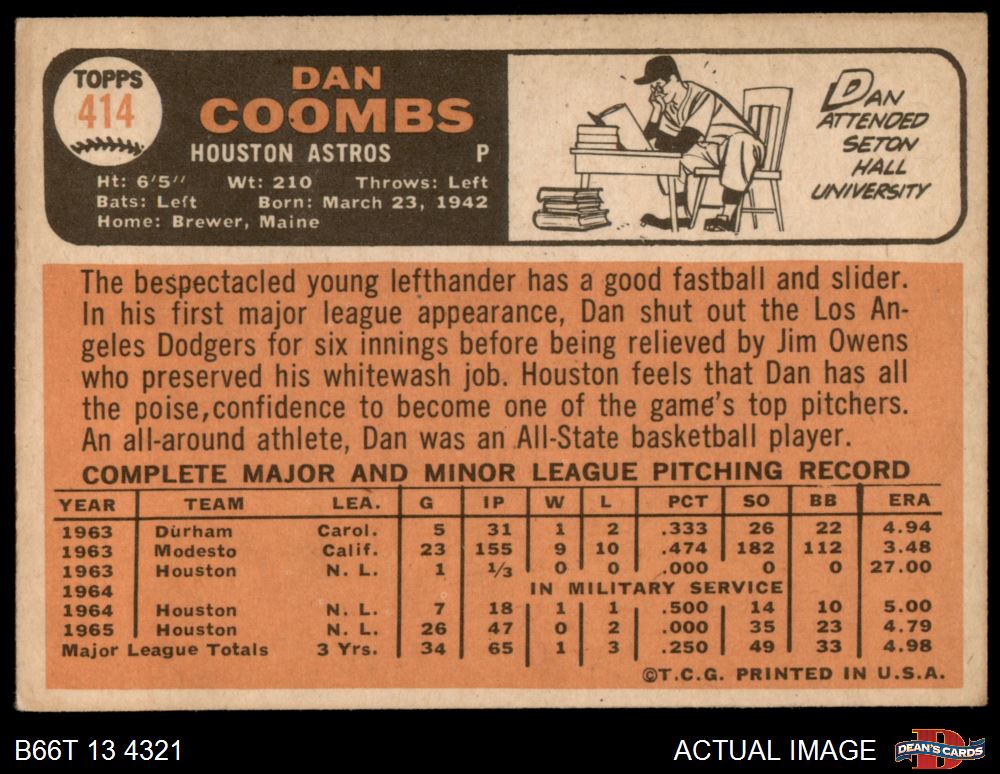 TOPPS
414
DAN
COOMBS
HOUSTON ASTROS P
Ht: 6'5" Wt: 210 Throws: Left
Bats: Left Born: March 23, 1942
Home: Brewer, Maine
DAN
ATTENDED
SETON
HALL
UNIVERSITY
The bespectacled young lefthander has a good fastball and slider.
In his first major league appearance, Dan shut out the Los An-
geles Dodgers for six innings before being relieved by Jim Owens
who preserved his whitewash job. Houston feels that Dan has all
the poise, confidence to become one of the game's top pitchers.
An all-around athlete, Dan was an All-State basketball player.
COMPLETE MAJOR AND MINOR LEAGUE PITCHING RECORD
YEAR TEAM LEA. G IP W L PCT SO BB ERA
1963 Durham Carol. 5 31 1 2 .333 26 22 4.94
1963 Modesto Calif. 23 155 9 10 .474 182 112 3.48
1963 Houston N. L. 1 1/3 0 0 .000 0 0 27.00
1964 IN MILITARY SERVICE
1964 Houston N. L. 7 18 1 1 .500 14 10 5.00
1965 Houston N. L. 26 47 0 2 .000 35 23 4.79
Major League Totals 3 Yrs. 34 65 1 3 .250 49 33 4.98
©T.C.G. PRINTED IN U.S.A.
B66T 13 4321 ACTUAL IMAGE
DEAN'S CARDS